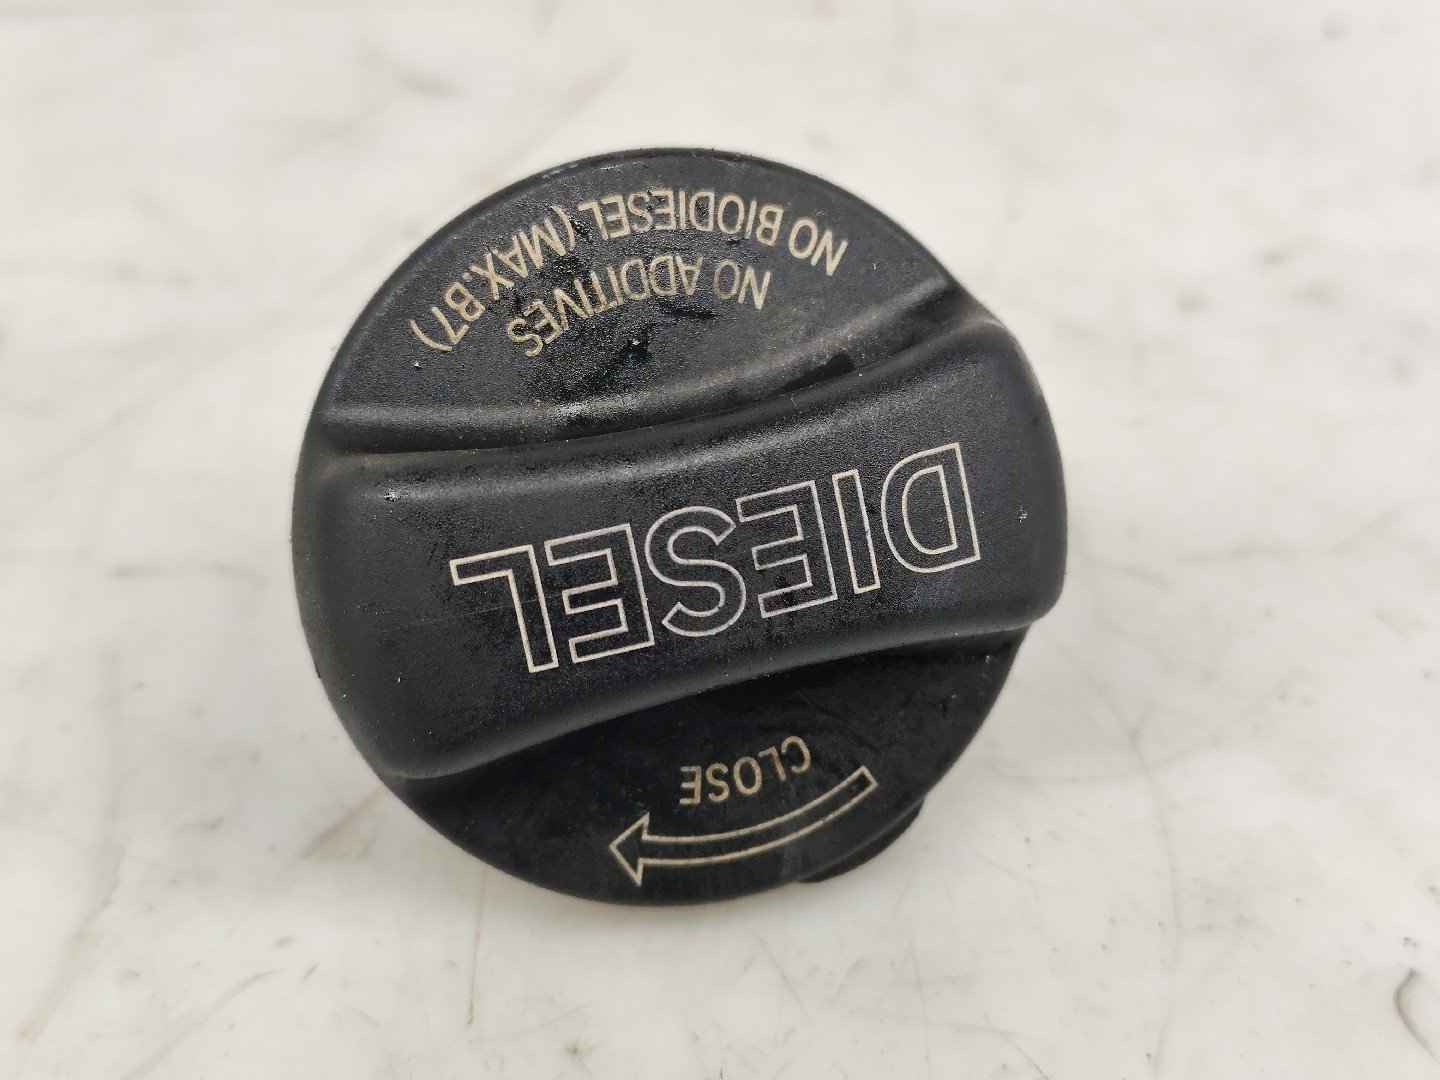 CLOSE
DIESEL
NO ADDITIVES
NO BIODIESEL (MAX.B7)